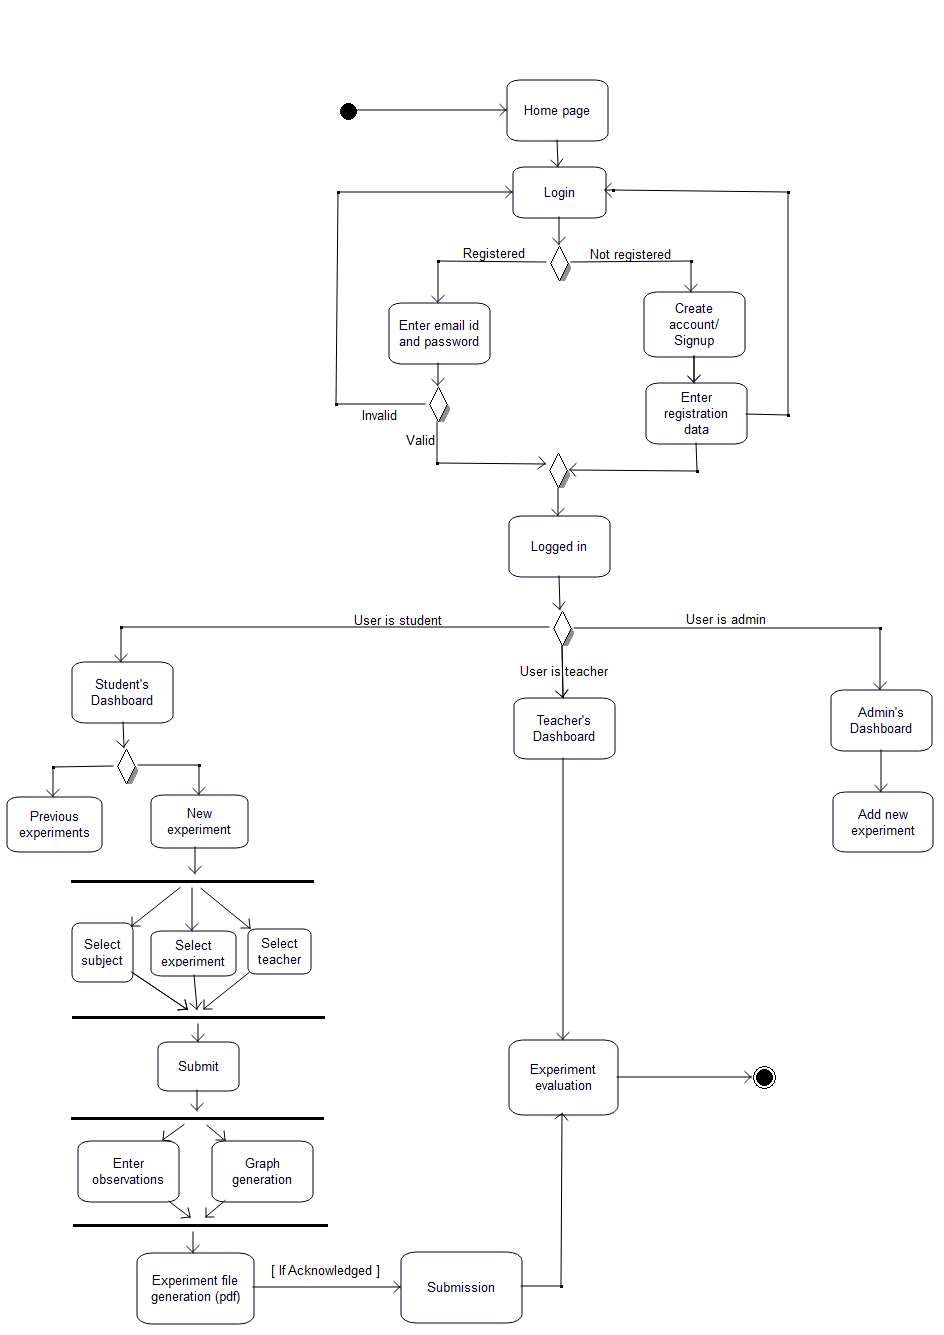 Home page
Login
Registered
Not registered
Enter email id
and password
Create
account/
Signup
Enter
registration
data
Invalid
Valid
Logged in
User is student
User is admin
User is teacher
Student's
Dashboard
Teacher's
Dashboard
Admin's
Dashboard
Previous
experiments
New
experiment
Add new
experiment
Select
subject
Select
experiment
Select
teacher
Submit
Experiment
evaluation
Enter
observations
Graph
generation
Experiment file
generation (pdf)
[ If Acknowledged ]
Submission